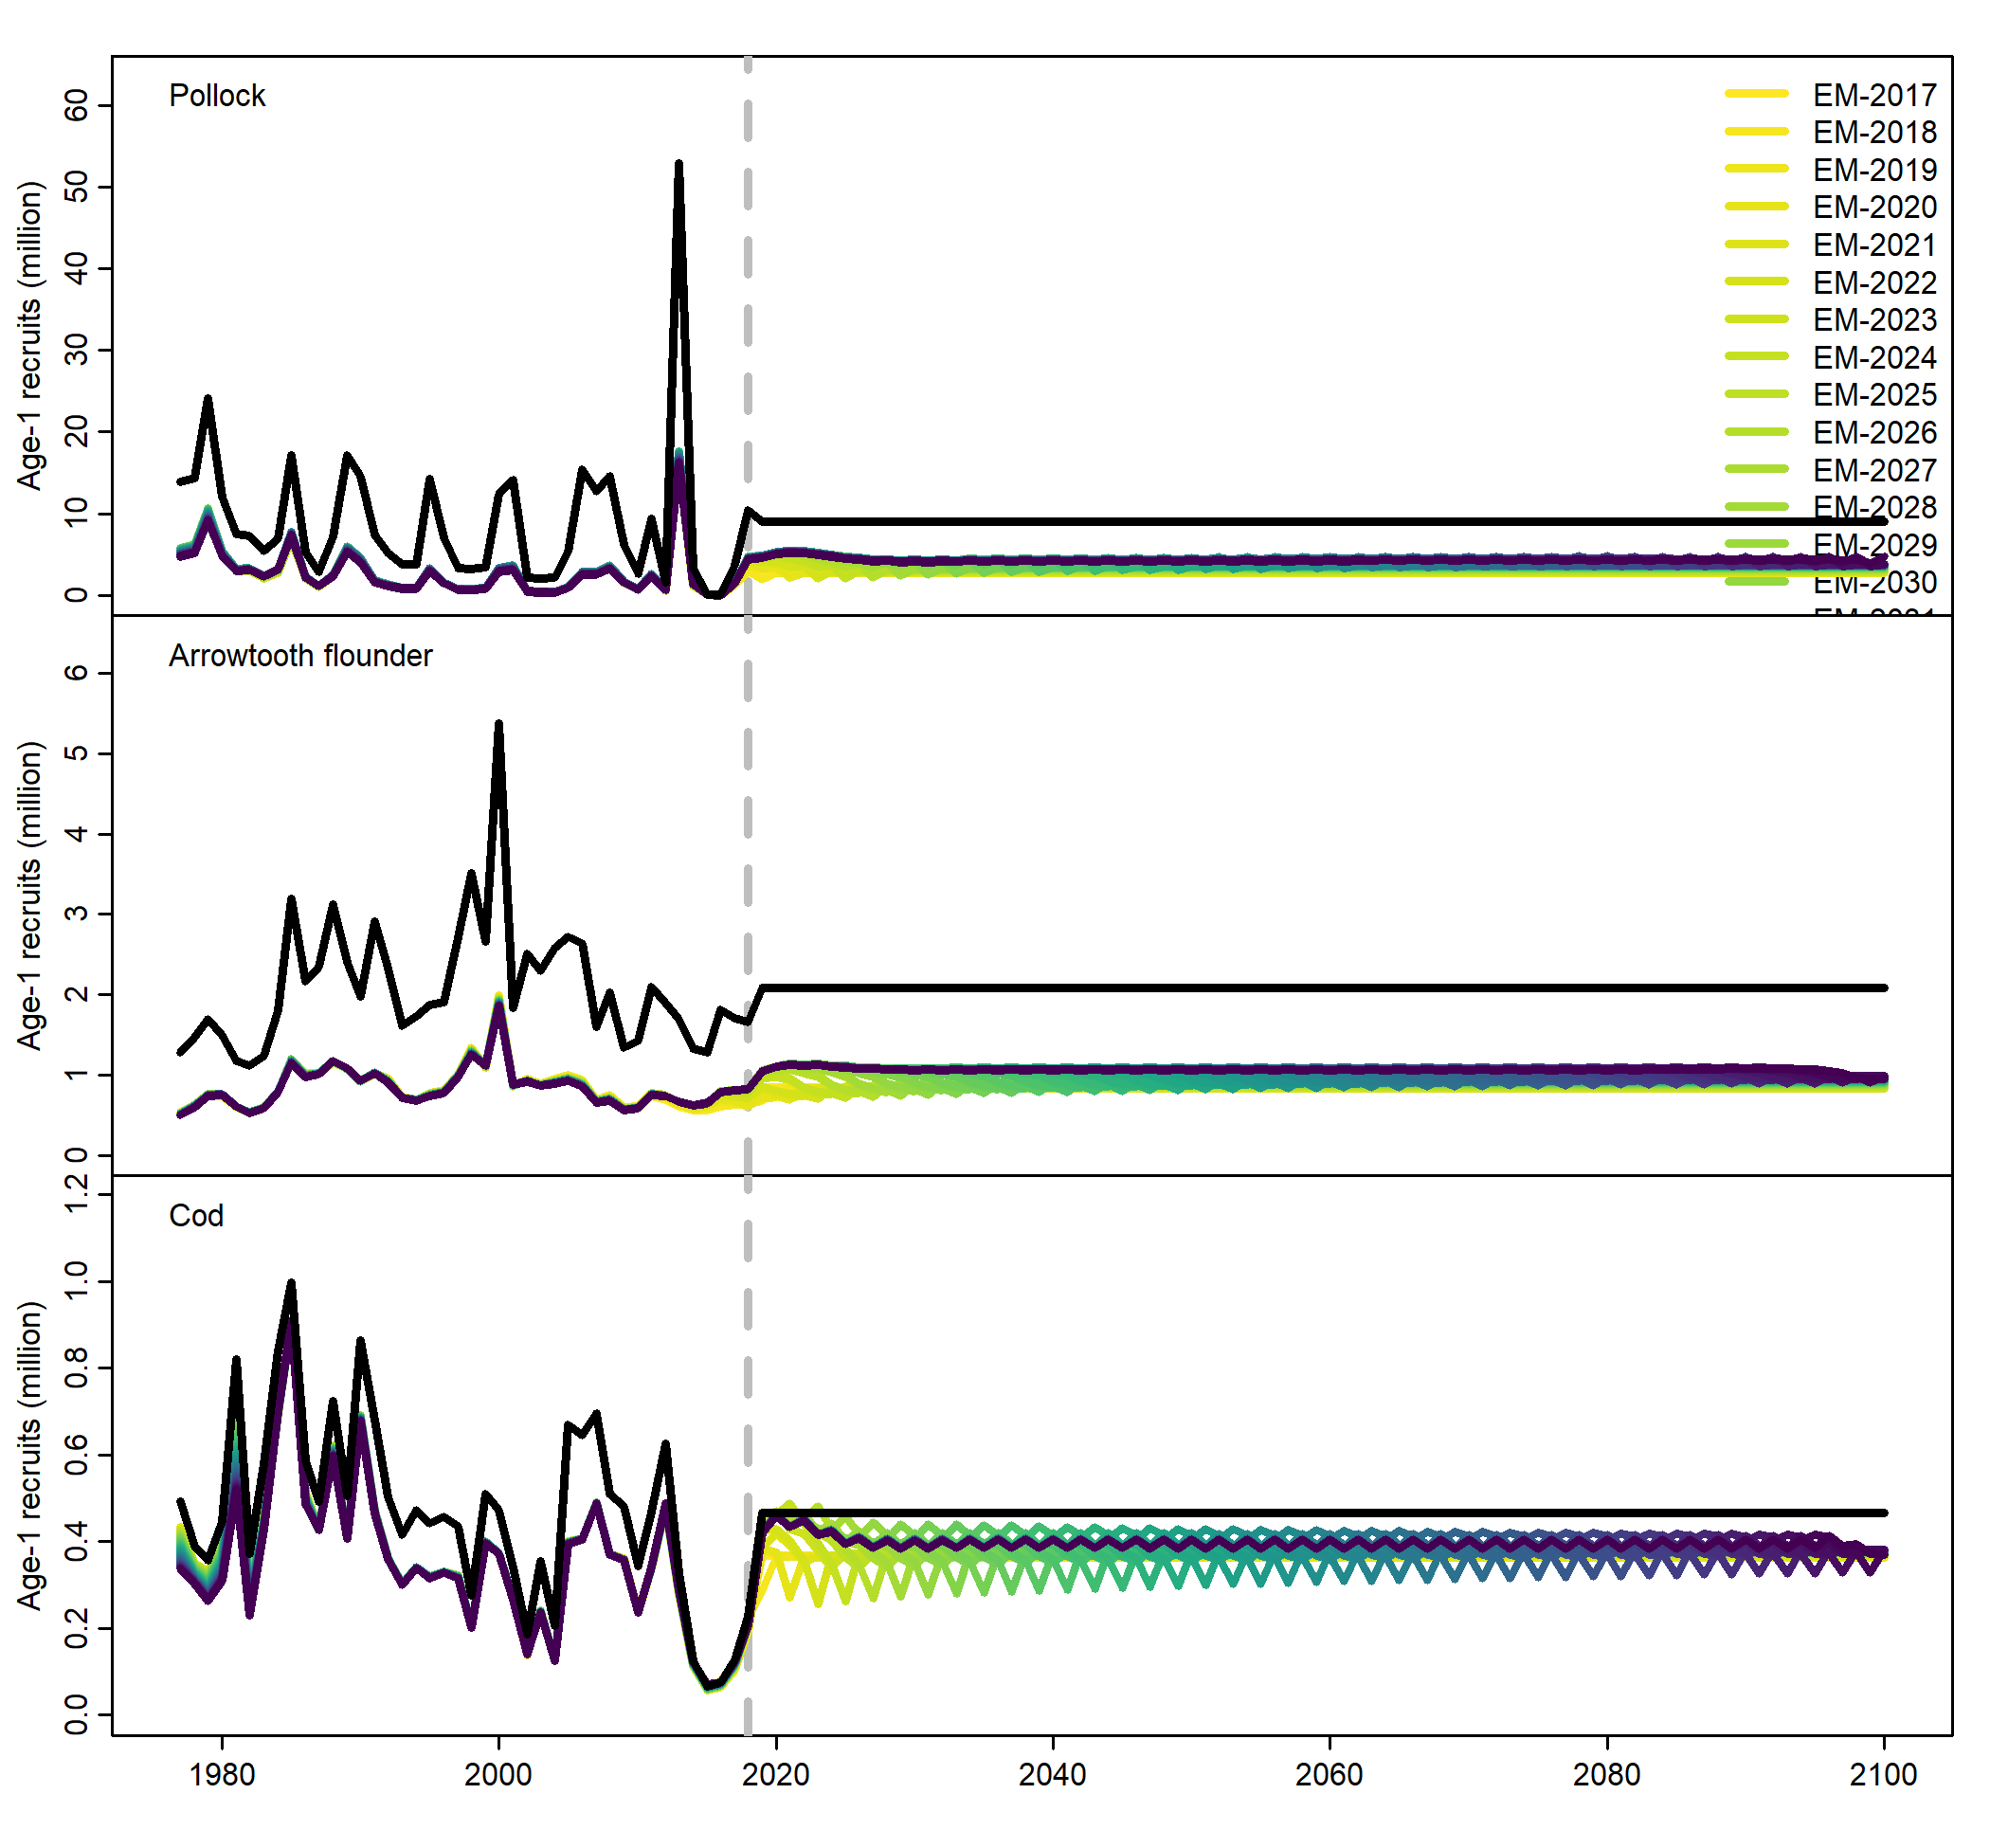 Pollock
Age-1 recruits (million)
60
50
40
30
20
10
0
EM-2017
EM-2018
EM-2019
EM-2020
EM-2021
EM-2022
EM-2023
EM-2024
EM-2025
EM-2026
EM-2027
EM-2028
EM-2029
EM-2030
Arrowtooth flounder
Age-1 recruits (million)
6
5
4
3
2
1
0
Cod
Age-1 recruits (million)
1.2
1.0
0.8
0.6
0.4
0.2
0.0
1980 2000 2020 2040 2060 2080 2100